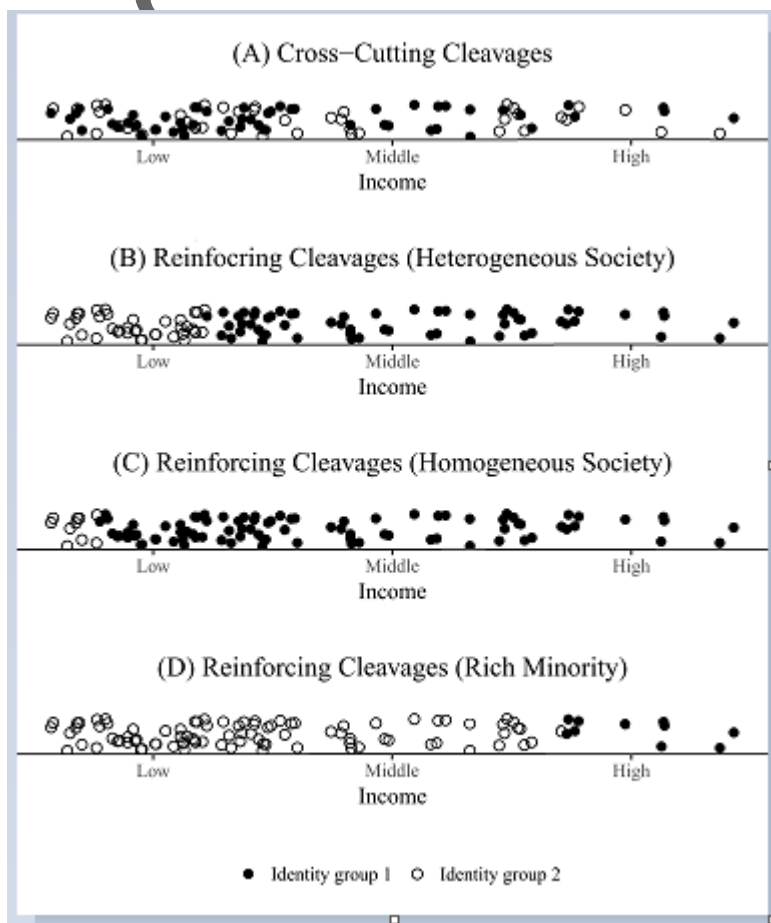 (A) Cross−Cutting Cleavages
Low Middle High
Income
(B) Reinfocring Cleavages (Heterogeneous Society)
Low Middle High
Income
(C) Reinforcing Cleavages (Homogeneous Society)
Low Middle High
Income
(D) Reinforcing Cleavages (Rich Minority)
Low Middle High
Income
Identity group 1 Identity group 2